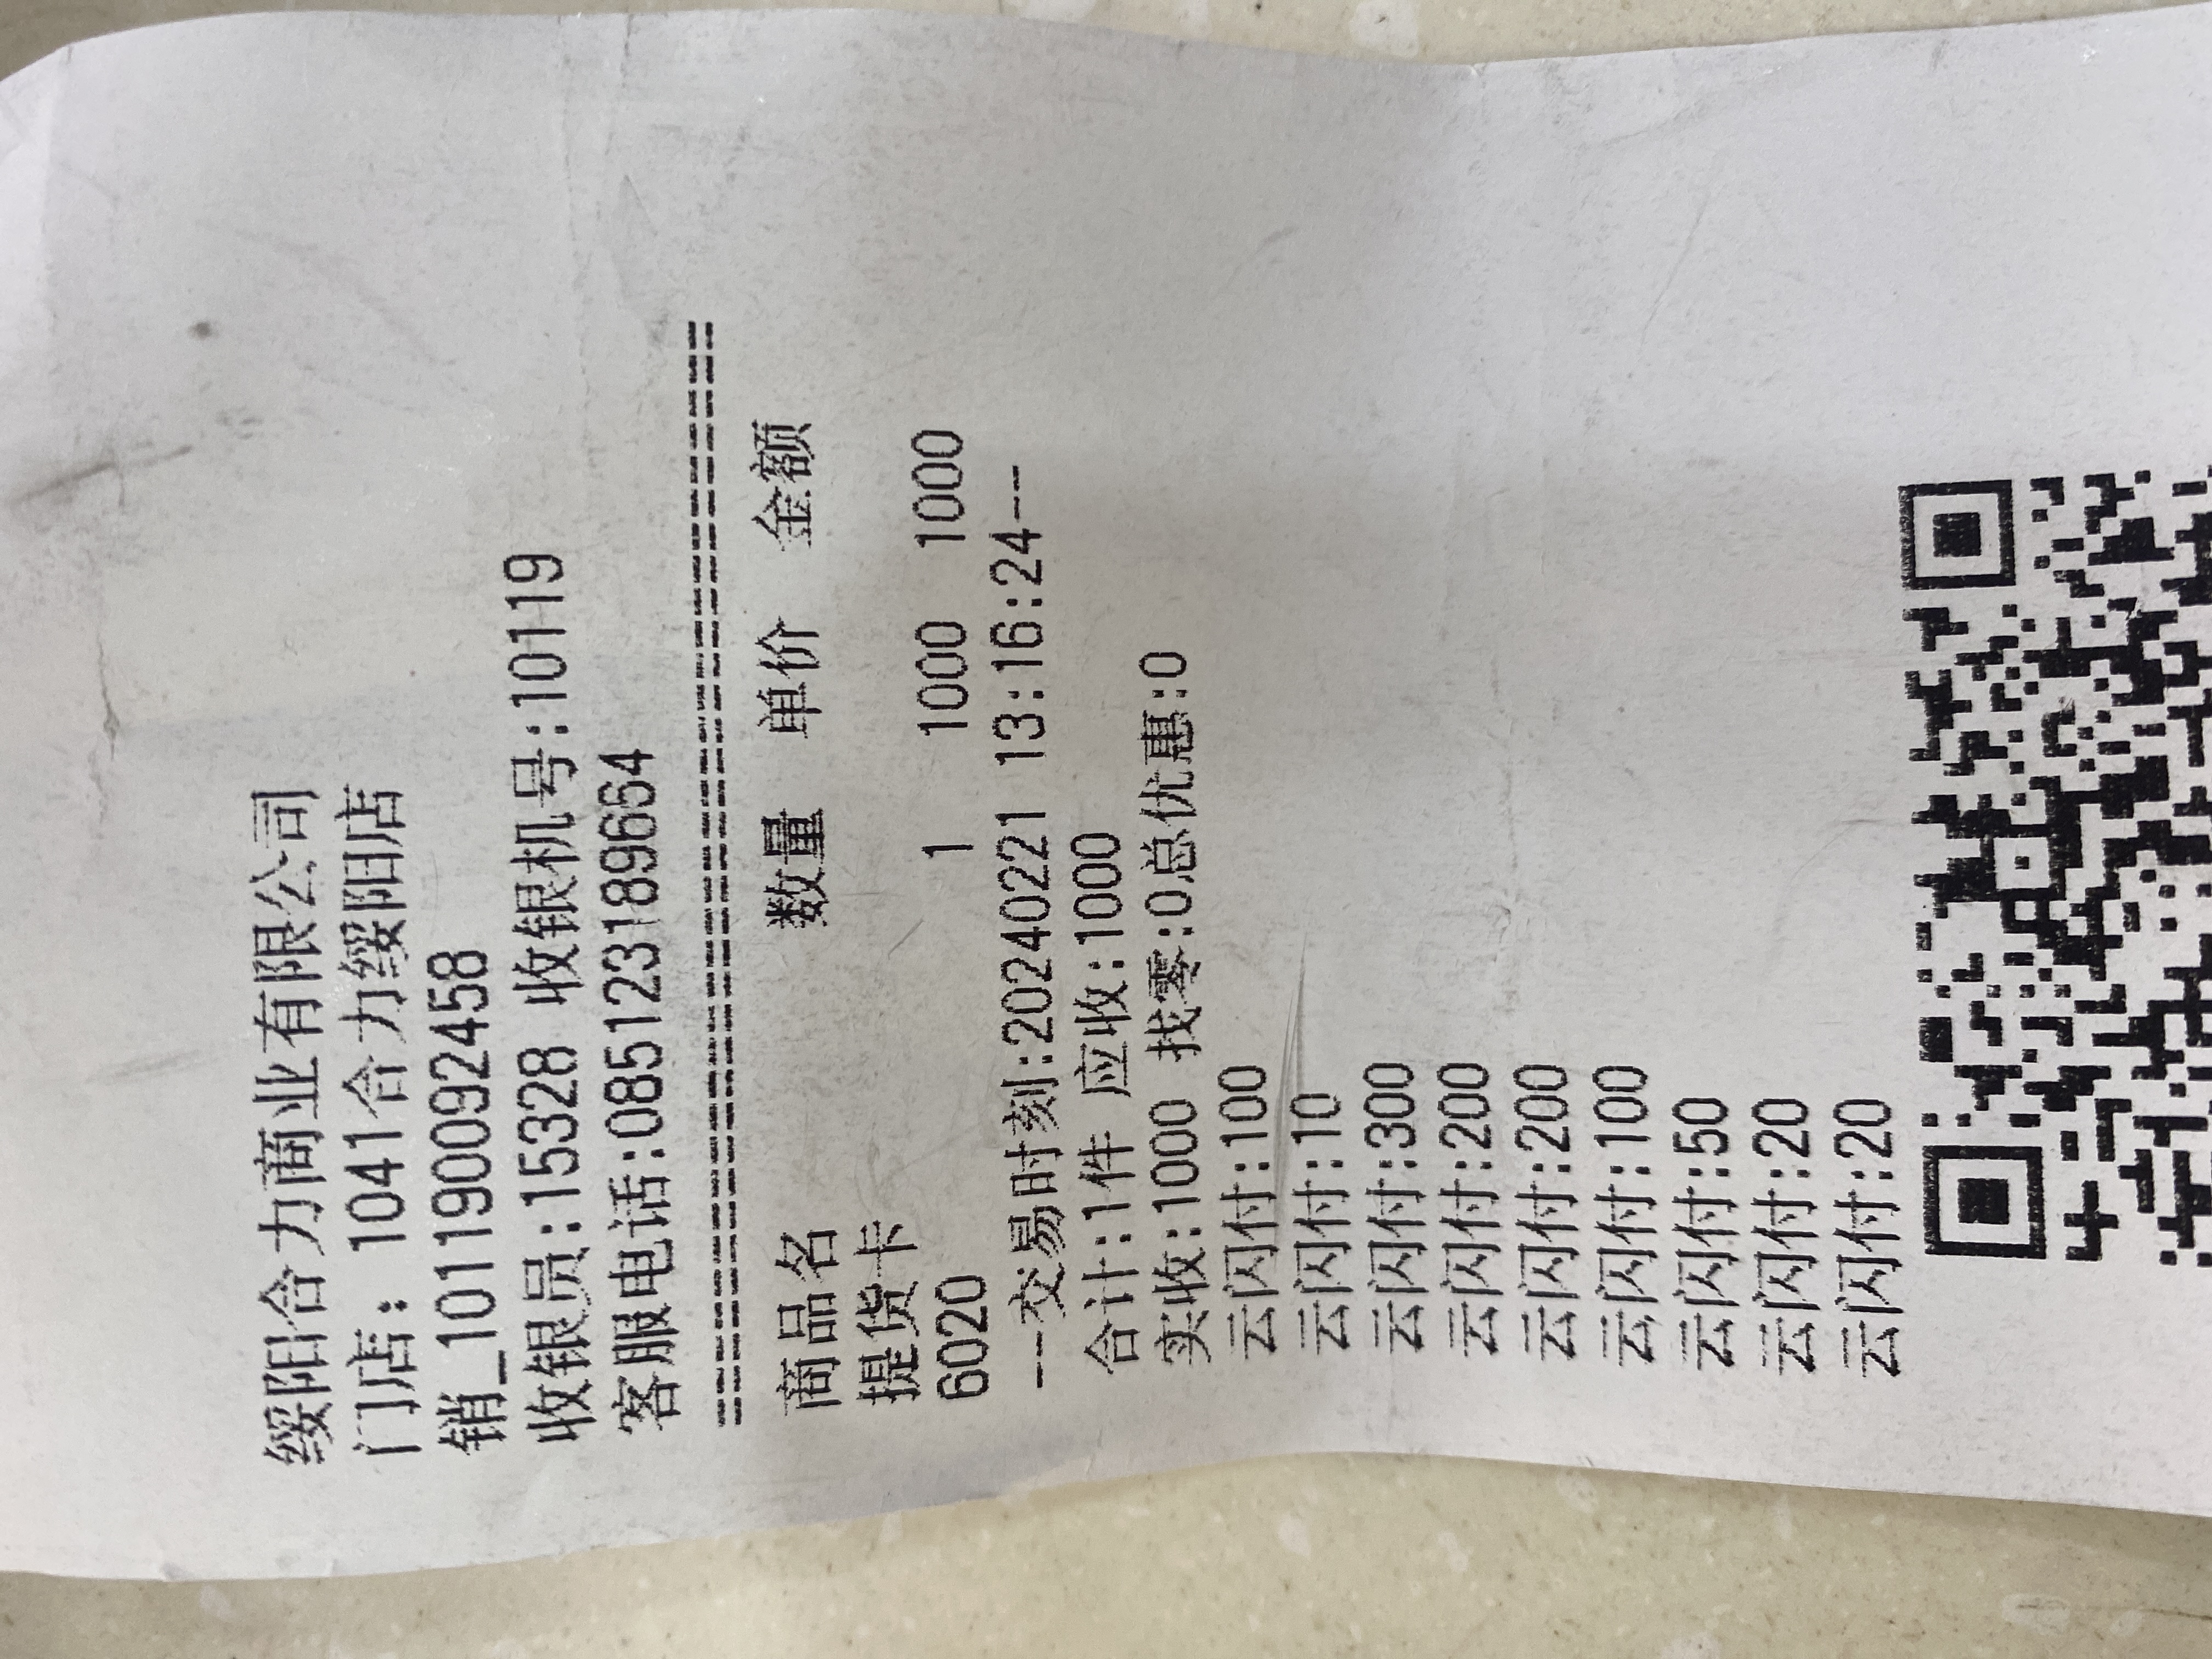 绥阳合力商业有限公司
门店: 1041合力绥阳店
销_101190092458
收银员:15328 收银机号:10119
客服电话:085123189664
================================
商品名 数量 单价 金额
提货卡
6020 1 1000 1000
--交易时刻:20240221 13:16:24--
合计:1件 应收:1000
实收:1000 找零:0总优惠:0
云闪付:100
云闪付:10
云闪付:300
云闪付:200
云闪付:200
云闪付:100
云闪付:50
云闪付:20
云闪付:20